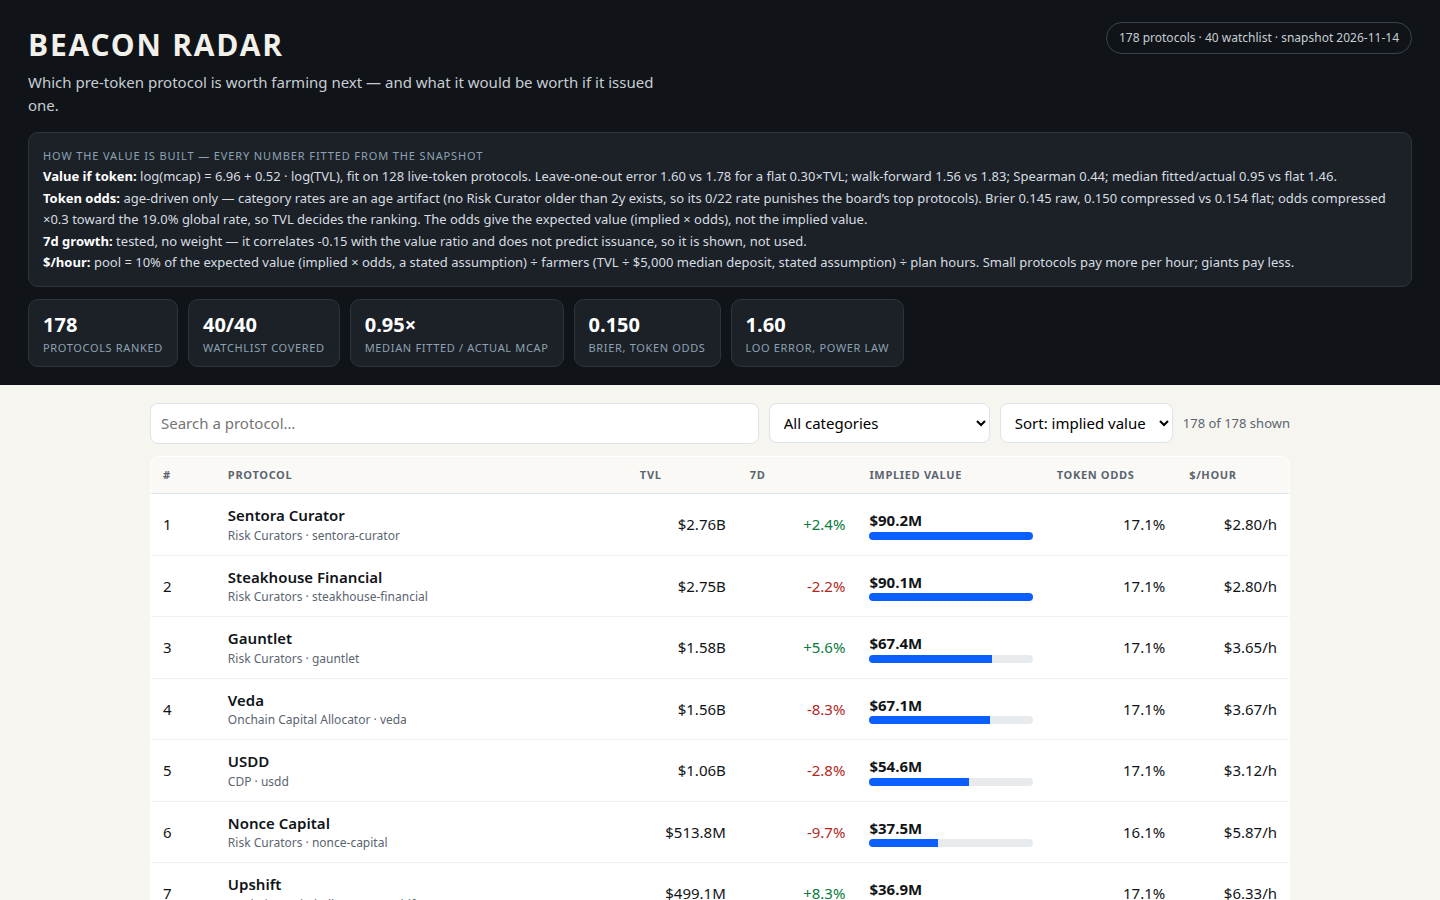 BEACON RADAR
178 protocols · 40 watchlist · snapshot 2026-11-14
Which pre-token protocol is worth farming next — and what it would be worth if it issued
one.
HOW THE VALUE IS BUILT — EVERY NUMBER FITTED FROM THE SNAPSHOT
Value if token: log(mcap) = 6.96 + 0.52 · log(TVL), fit on 128 live-token protocols. Leave-one-out error 1.60 vs 1.78 for a flat 0.30×TVL; walk-forward 1.56 vs 1.83; Spearman 0.44; median fitted/actual 0.95 vs flat 1.46.
Token odds: age-driven only — category rates are an age artifact (no Risk Curator older than 2y exists, so its 0/22 rate punishes the board's top protocols). Brier 0.145 raw, 0.150 compressed vs 0.154 flat; odds compressed
×0.3 toward the 19.0% global rate, so TVL decides the ranking. The odds give the expected value (implied × odds), not the implied value.
7d growth: tested, no weight — it correlates -0.15 with the value ratio and does not predict issuance, so it is shown, not used.
$/hour: pool = 10% of the expected value (implied × odds, a stated assumption) ÷ farmers (TVL ÷ $5,000 median deposit, stated assumption) ÷ plan hours. Small protocols pay more per hour; giants pay less.
178
PROTOCOLS RANKED
40/40
WATCHLIST COVERED
0.95×
MEDIAN FITTED / ACTUAL MCAP
0.150
BRIER, TOKEN ODDS
1.60
LOO ERROR, POWER LAW
Search a protocol...
All categories
Sort: implied value
178 of 178 shown
# PROTOCOL TVL 7D IMPLIED VALUE TOKEN ODDS $/HOUR
1 Sentora Curator $2.76B +2.4% $90.2M 17.1% $2.80/h
Risk Curators · sentora-curator
2 Steakhouse Financial $2.75B -2.2% $90.1M 17.1% $2.80/h
Risk Curators · steakhouse-financial
3 Gauntlet $1.58B +5.6% $67.4M 17.1% $3.65/h
Risk Curators · gauntlet
4 Veda $1.56B -8.3% $67.1M 17.1% $3.67/h
Onchain Capital Allocator · veda
5 USDD $1.06B -2.8% $54.6M 17.1% $3.12/h
CDP · usdd
6 Nonce Capital $513.8M -9.7% $37.5M 16.1% $5.87/h
Risk Curators · nonce-capital
7 Upshift $499.1M +8.3% $36.9M 17.1% $6.33/h